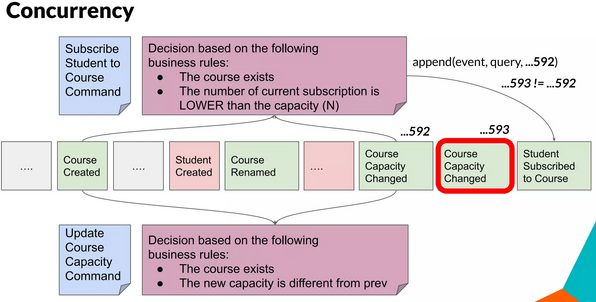 Concurrency
Subscribe
Student to
Course
Command
Decision based on the following
business rules:
● The course exists
● The number of current subscription is
LOWER than the capacity (N)
append(event, query, ...592)
...593 != ...592
...592
...593
....
Course
Created
....
Student
Created
Course
Renamed
....
Course
Capacity
Changed
Course
Capacity
Changed
Student
Subscribed
to Course
Update
Course
Capacity
Command
Decision based on the following
business rules:
● The course exists
● The new capacity is different from prev